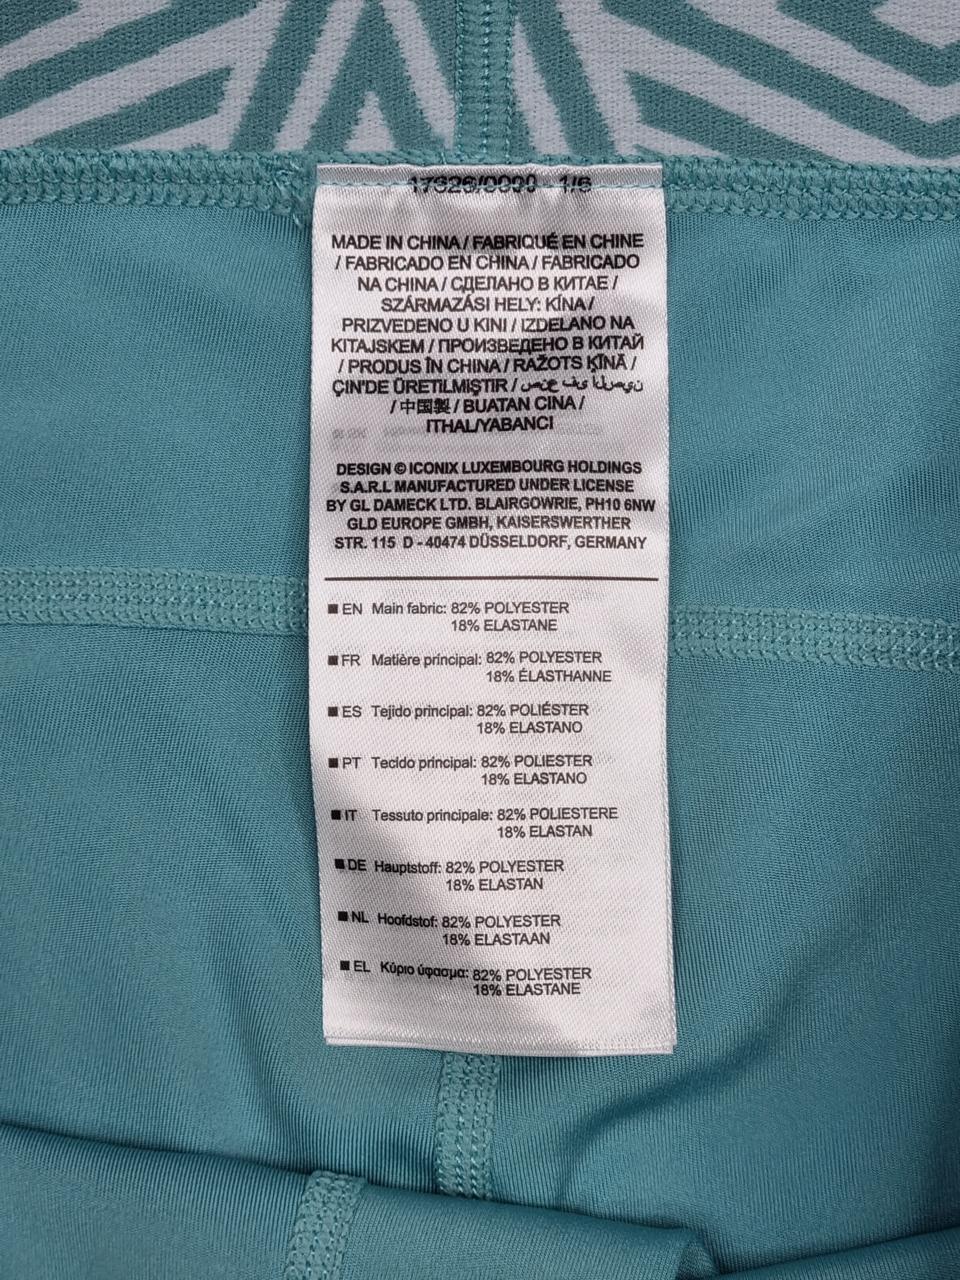 17626/0000 1/6
MADE IN CHINA / FABRIQUÉ EN CHINE
/ FABRICADO EN CHINA / FABRICADO
NA CHINA / СДЕЛАНО В КИТАЕ /
SZÁRMAZÁSI HELY: KÍNA /
PRIZVEDENO U KINI / IZDELANO NA
KITAJSKEM / ПРОИЗВЕДЕНО В КИТАЙ
/ PRODUS ÎN CHINA / RAŽOTS ĶĪNĀ /
ÇIN'DE ÜRETILMIŞTIR / صنع في الصين
/ 中国製 / BUATAN CINA /
ITHAL/YABANCI
DESIGN © ICONIX LUXEMBOURG HOLDINGS
S.A.R.L MANUFACTURED UNDER LICENSE
BY GL DAMECK LTD. BLAIRGOWRIE, PH10 6NW
GLD EUROPE GMBH, KAISERSWERTHER
STR. 115 D - 40474 DÜSSELDORF, GERMANY
■ EN Main fabric: 82% POLYESTER
18% ELASTANE
■ FR Matière principal: 82% POLYESTER
18% ÉLASTHANNE
■ ES Tejido principal: 82% POLIÉSTER
18% ELASTANO
■ PT Tecido principal: 82% POLIESTER
18% ELASTANO
■ IT Tessuto principale: 82% POLIESTERE
18% ELASTAN
■ DE Hauptstoff: 82% POLYESTER
18% ELASTAN
■ NL Hoofdstof: 82% POLYESTER
18% ELASTAAN
■ EL Κύριο ύφασμα: 82% POLYESTER
18% ELASTANE